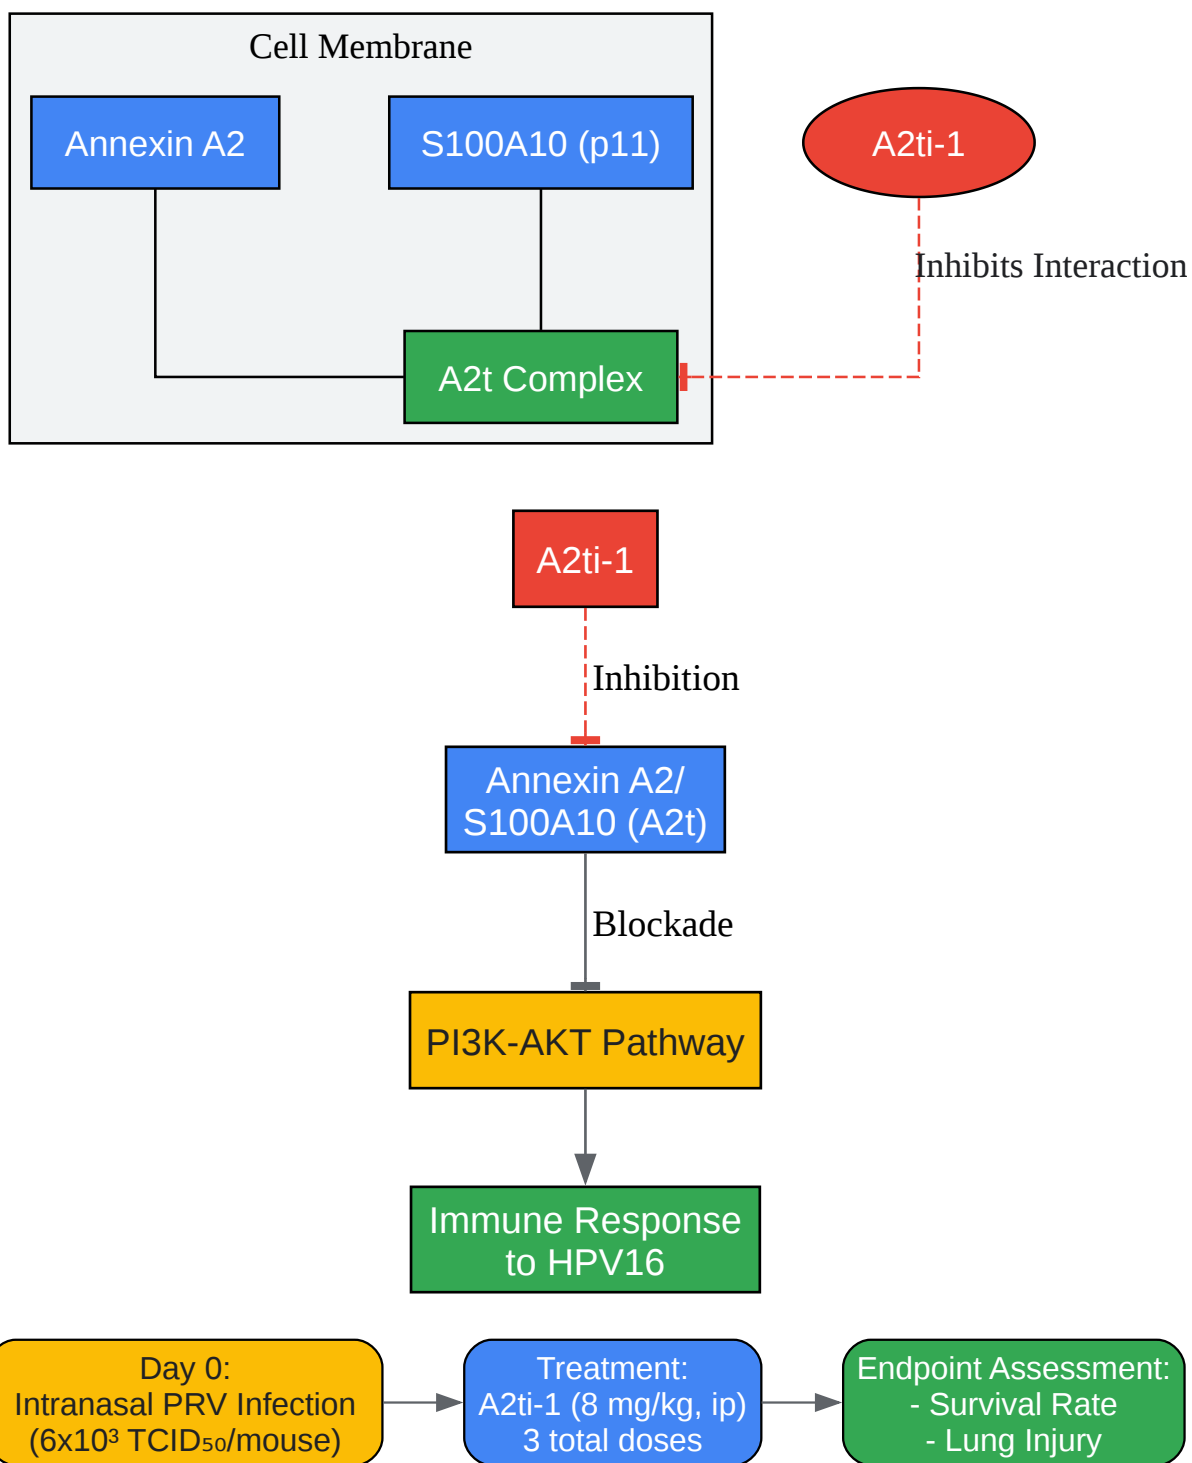 Cell Membrane
Annexin A2
S100A10 (p11)
A2ti-1
Inhibits Interaction
A2t Complex
A2ti-1
Inhibition
Annexin A2/
S100A10 (A2t)
Blockade
PI3K-AKT Pathway
Immune Response
to HPV16
Day 0:
Intranasal PRV Infection
(6x10³ TCID₅₀/mouse)
Treatment:
A2ti-1 (8 mg/kg, ip)
3 total doses
Endpoint Assessment:
- Survival Rate
- Lung Injury